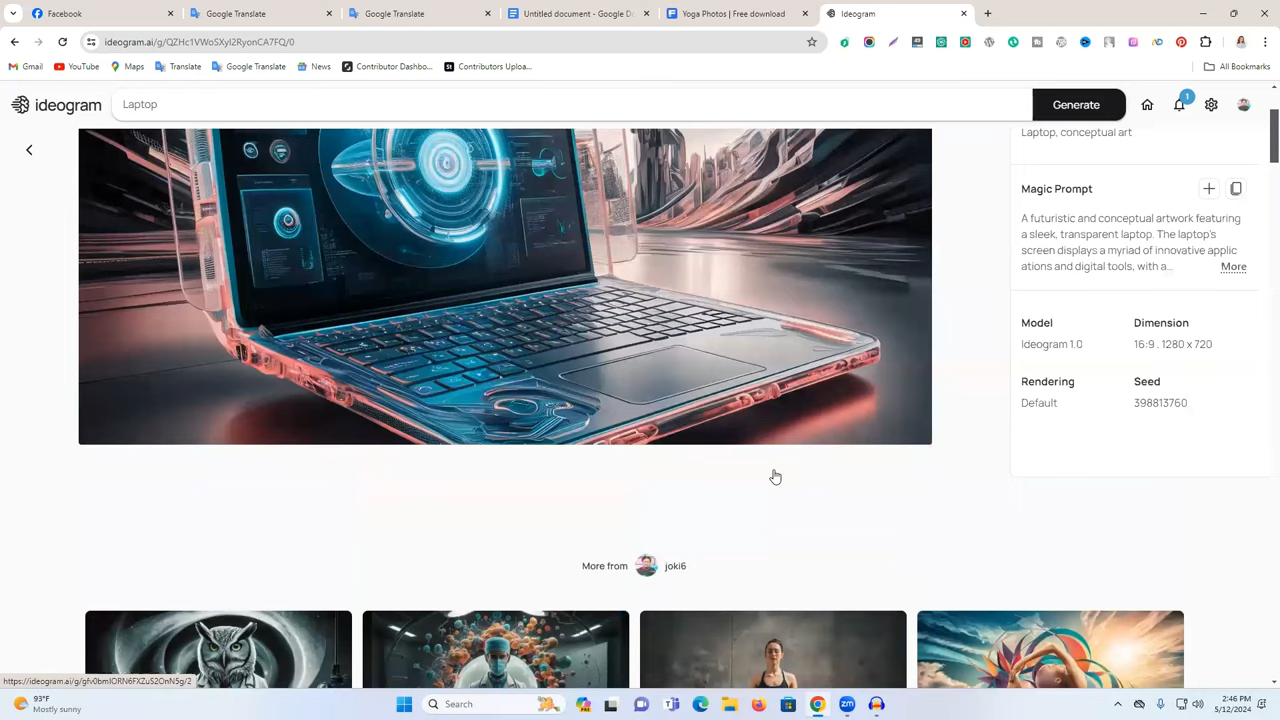 Facebook
Google Translate
Google Translate
Untitled document - Google Do
Yoga Photos | Free download
Ideogram
ideogram.ai/g/QZHc1VWoSXyl2RyonCA7FQ/0
Gmail
YouTube
Maps
Translate
Google Translate
News
Contributor Dashbo...
Contributors Uploa...
All Bookmarks
ideogram
Laptop
Generate
1
Laptop, conceptual art
Magic Prompt
A futuristic and conceptual artwork featuring
a sleek, transparent laptop. The laptop's
screen displays a myriad of innovative applic
ations and digital tools, with a...
More
Model
Dimension
Ideogram 1.0
16:9 . 1280 x 720
Rendering
Seed
Default
398813760
More from
joki6
https://ideogram.ai/g/gfv0bmIORN6FXZuS2OnN5g/2
93°F
Mostly sunny
Search
2:46 PM
5/12/2024